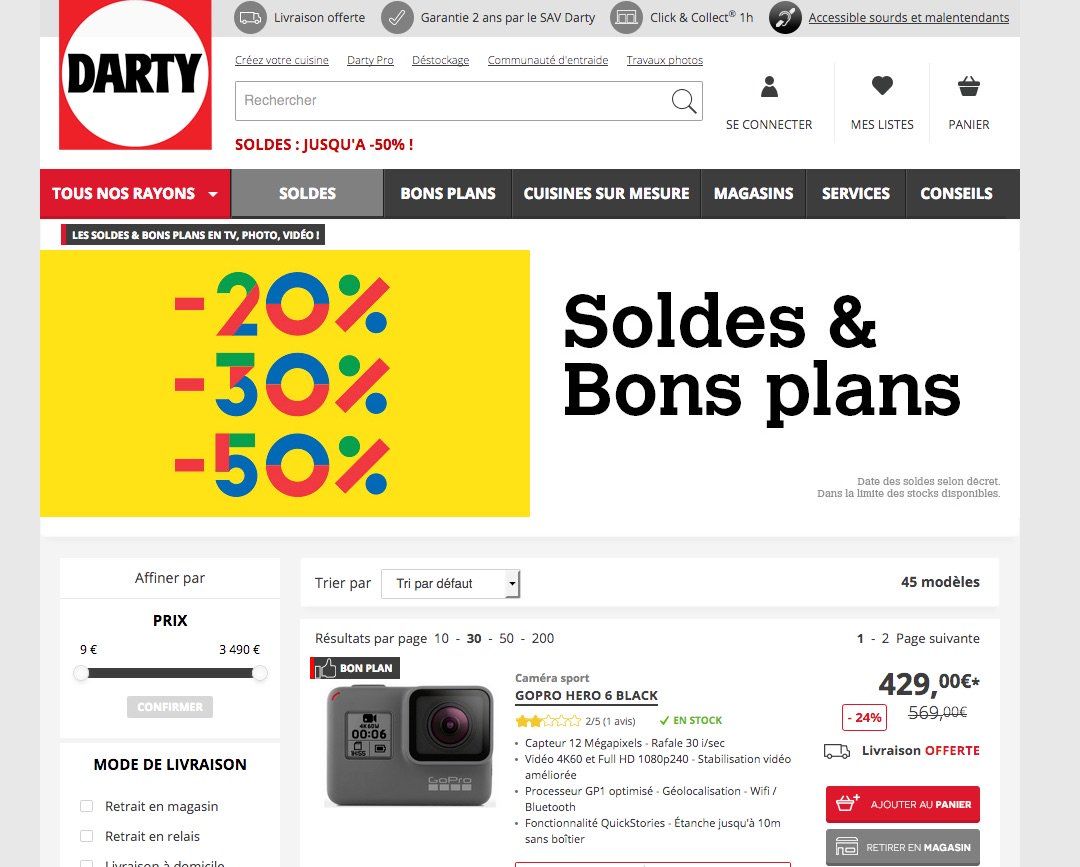 Livraison offerte
Garantie 2 ans par le SAV Darty
Click & Collect® 1h
Accessible sourds et malentendants
DARTY
Créez votre cuisine
Darty Pro
Déstockage
Communauté d'entraide
Travaux photos
Rechercher
SE CONNECTER
MES LISTES
PANIER
SOLDES : JUSQU'A -50% !
TOUS NOS RAYONS
SOLDES
BONS PLANS
CUISINES SUR MESURE
MAGASINS
SERVICES
CONSEILS
LES SOLDES & BONS PLANS EN TV, PHOTO, VIDÉO !
-20%
-30%
-50%
Soldes &
Bons plans
Date des soldes selon décret.
Dans la limite des stocks disponibles.
Affiner par
PRIX
9 €
3 490 €
CONFIRMER
MODE DE LIVRAISON
Retrait en magasin
Retrait en relais
Livraison à domicile
Trier par
Tri par défaut
45 modèles
Résultats par page 10 - 30 - 50 - 200
1 - 2 Page suivante
BON PLAN
4K60 W
00:06
1H55
GoPro
Caméra sport
GOPRO HERO 6 BLACK
2/5 (1 avis)
EN STOCK
• Capteur 12 Mégapixels - Rafale 30 i/sec
• Vidéo 4K60 et Full HD 1080p240 - Stabilisation vidéo
améliorée
• Processeur GP1 optimisé - Géolocalisation - Wifi /
Bluetooth
• Fonctionnalité QuickStories - Étanche jusqu'à 10m
sans boîtier
429,00€*
- 24%
569,00€
Livraison OFFERTE
AJOUTER AU PANIER
RETIRER EN MAGASIN